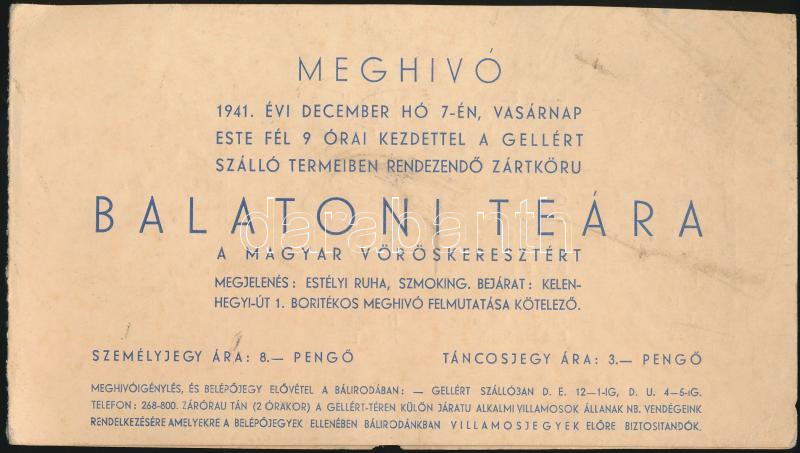 MEGHIVÓ
1941. ÉVI DECEMBER HÓ 7-ÉN, VASÁRNAP
ESTE FÉL 9 ÓRAI KEZDETTEL A GELLÉRT
SZÁLLÓ TERMEIBEN RENDEZENDŐ ZÁRTKÖRU
BALATONI TEÁRA
darabanth
A MAGYAR VÖRÖSKERESZTÉRT
MEGJELENÉS: ESTÉLYI RUHA, SZMOKING. BEJÁRAT: KELEN-
HEGYI-ÚT 1. BORITÉKOS MEGHIVÓ FELMUTATÁSA KÖTELEZŐ.
SZEMÉLYJEGY ÁRA: 8.— PENGŐ TÁNCOSJEGY ÁRA: 3.— PENGŐ
MEGHIVÓIGÉNYLÉS, ÉS BELÉPŐJEGY ELŐVÉTEL A BÁLIRODÁBAN: — GELLÉRT SZÁLLÓBAN D. E. 12—1-IG, D. U. 4—5-IG.
TELEFON: 268-800. ZÁRÓRAU TÁN (2 ÓRAKOR) A GELLÉRT-TÉREN KÜLÖN JÁRATU ALKALMI VILLAMOSOK ÁLLANAK NB. VENDÉGEINK
RENDELKEZÉSÉRE AMELYEKRE A BELÉPŐJEGYEK ELLENÉBEN BÁLIRODÁNKBAN VILLAMOSJEGYEK ELŐRE BIZTOSITANDÓK.